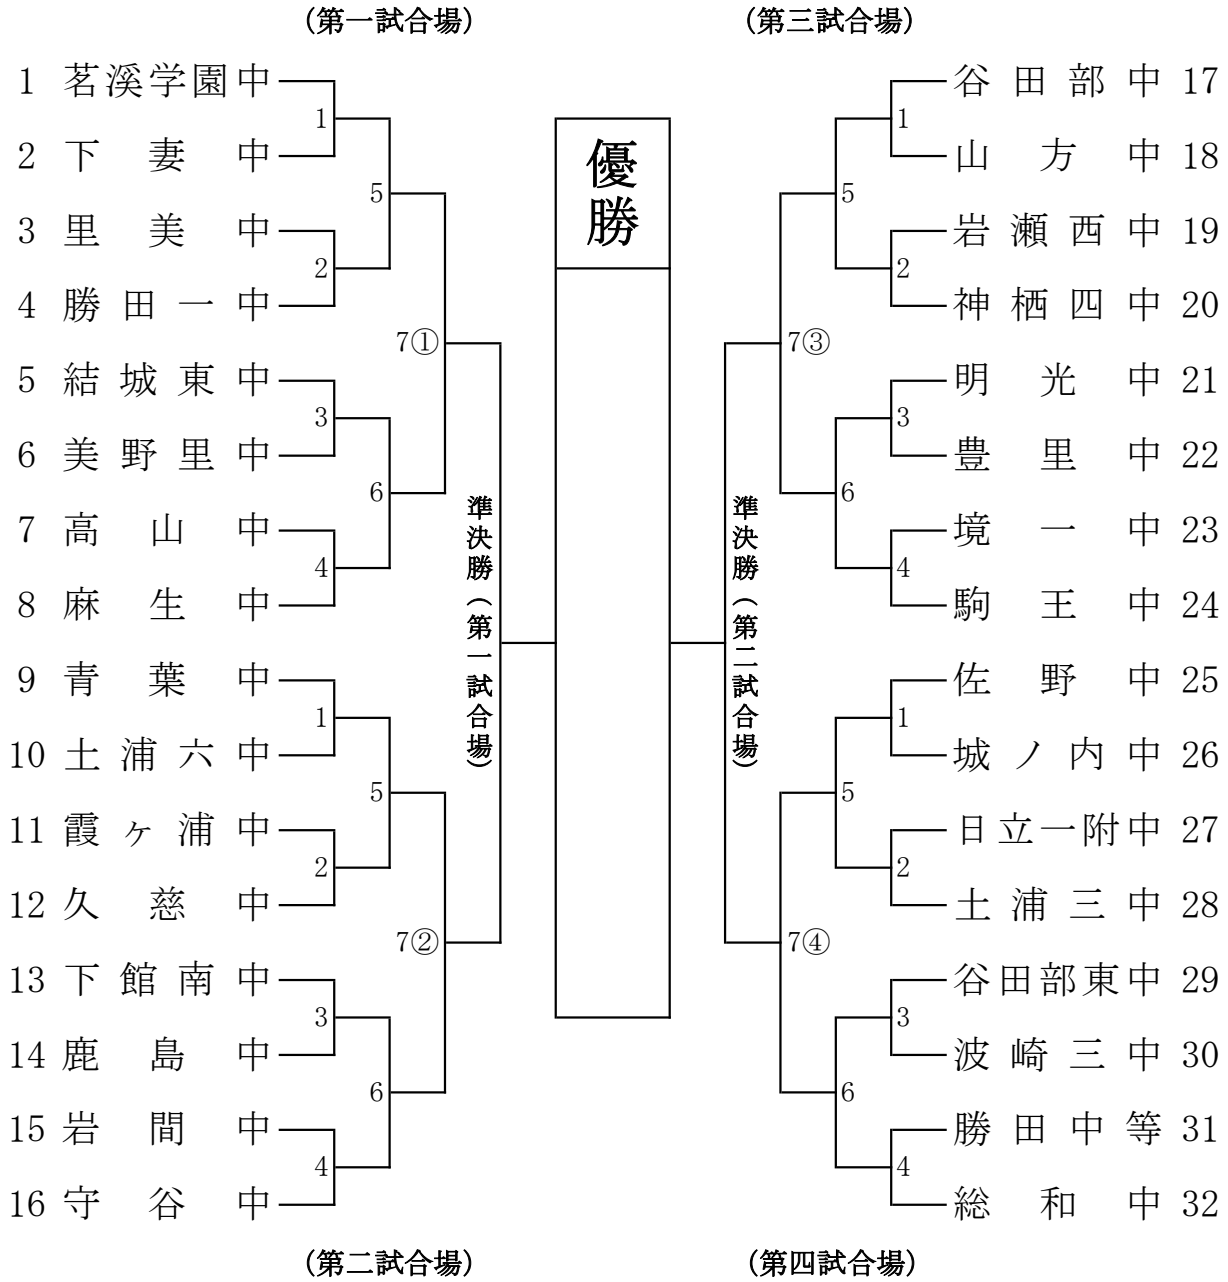 (第一試合場)
(第三試合場)
1 茗溪学園中
2 下妻中
3 里美中
4 勝田一中
5 結城東中
6 美野里中
7 高山中
8 麻生中
9 青葉中
10 土浦六中
11 霞ヶ浦中
12 久慈中
13 下館南中
14 鹿島中
15 岩間中
16 守谷中
1
2
3
4
5
6
7①
1
2
3
4
5
6
7②
準決勝(第一試合場)
優勝
準決勝(第二試合場)
1
2
3
4
5
6
7③
1
2
3
4
5
6
7④
谷田部中 17
山方中 18
岩瀬西中 19
神栖四中 20
明光中 21
豊里中 22
境一中 23
駒王中 24
佐野中 25
城ノ内中 26
日立一附中 27
土浦三中 28
谷田部東中 29
波崎三中 30
勝田中等 31
総和中 32
(第二試合場)
(第四試合場)